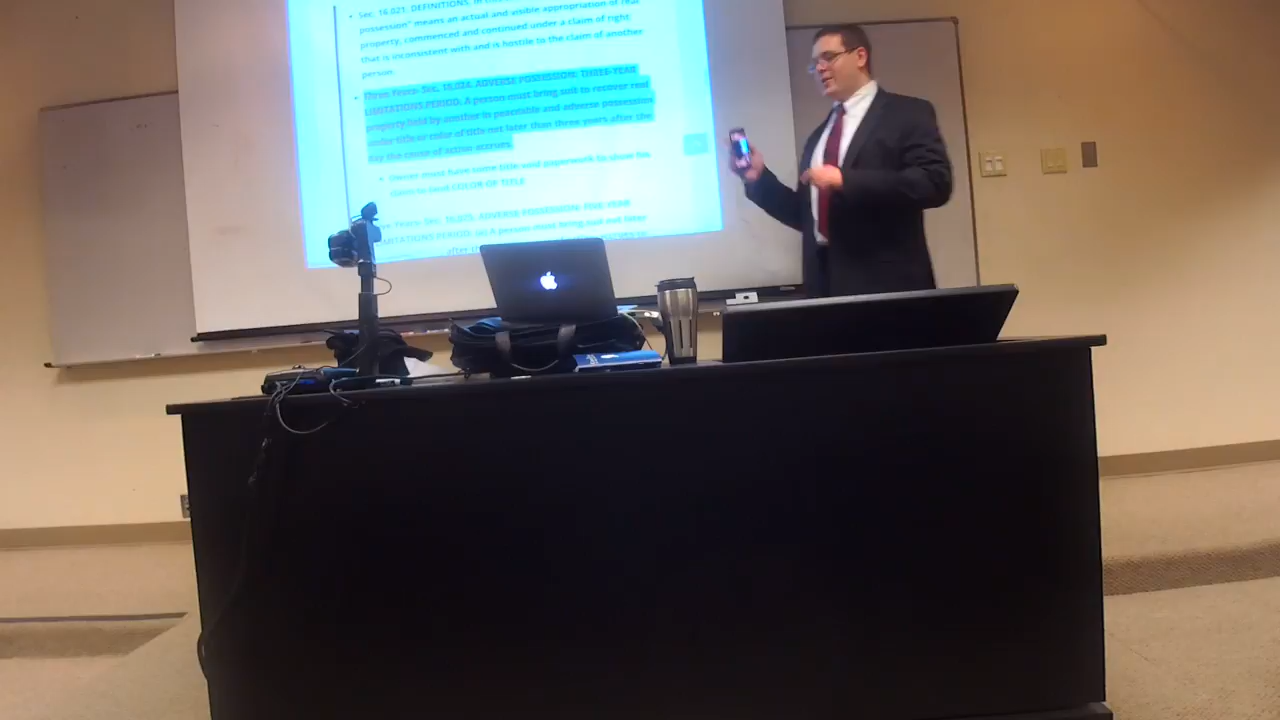 Sec. 16.021. DEFINITIONS. In
possession" means an actual and visible appropriation of real
property, commenced and continued under a claim of right
that is inconsistent with and is hostile to the claim of another
person.
Three Years- Sec. 16.024. ADVERSE POSSESSION: THREE-YEAR
LIMITATIONS PERIOD. A person must bring suit to recover real
property held by another in peaceable and adverse possession
under title or color of title not later than three years after the
day the cause of action accrues.
Owner must have some title void paperwork to show his
claim to land COLOR OF TITLE
Years- Sec. 16.025. ADVERSE POSSESSION: FIVE-YEAR
LIMITATIONS PERIOD. (a) A person must bring suit not later
after the